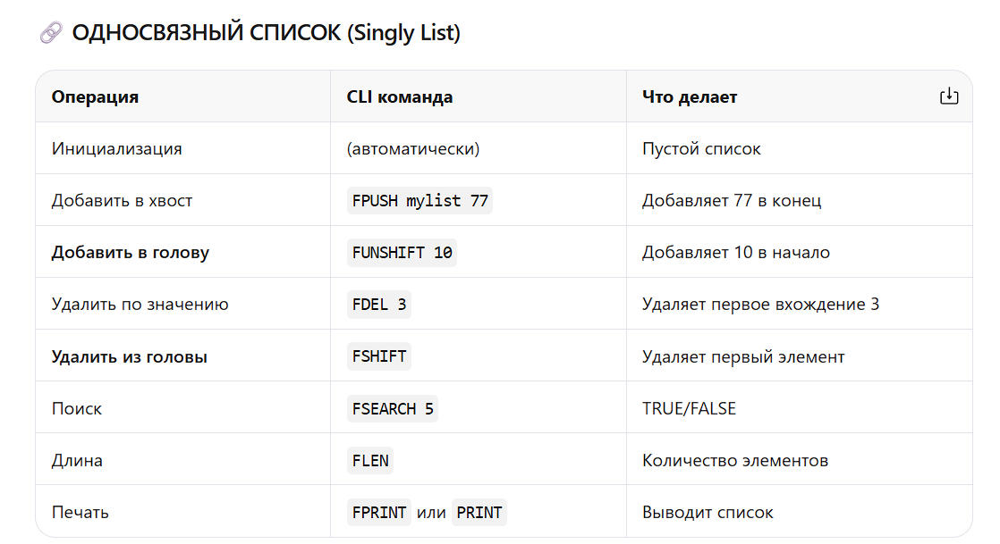 ОДНОСВЯЗНЫЙ СПИСОК (Singly List)
Операция CLI команда Что делает
Инициализация (автоматически) Пустой список
Добавить в хвост FPUSH mylist 77 Добавляет 77 в конец
Добавить в голову FUNSHIFT 10 Добавляет 10 в начало
Удалить по значению FDEL 3 Удаляет первое вхождение 3
Удалить из головы FSHIFT Удаляет первый элемент
Поиск FSEARCH 5 TRUE/FALSE
Длина FLEN Количество элементов
Печать FPRINT или PRINT Выводит список